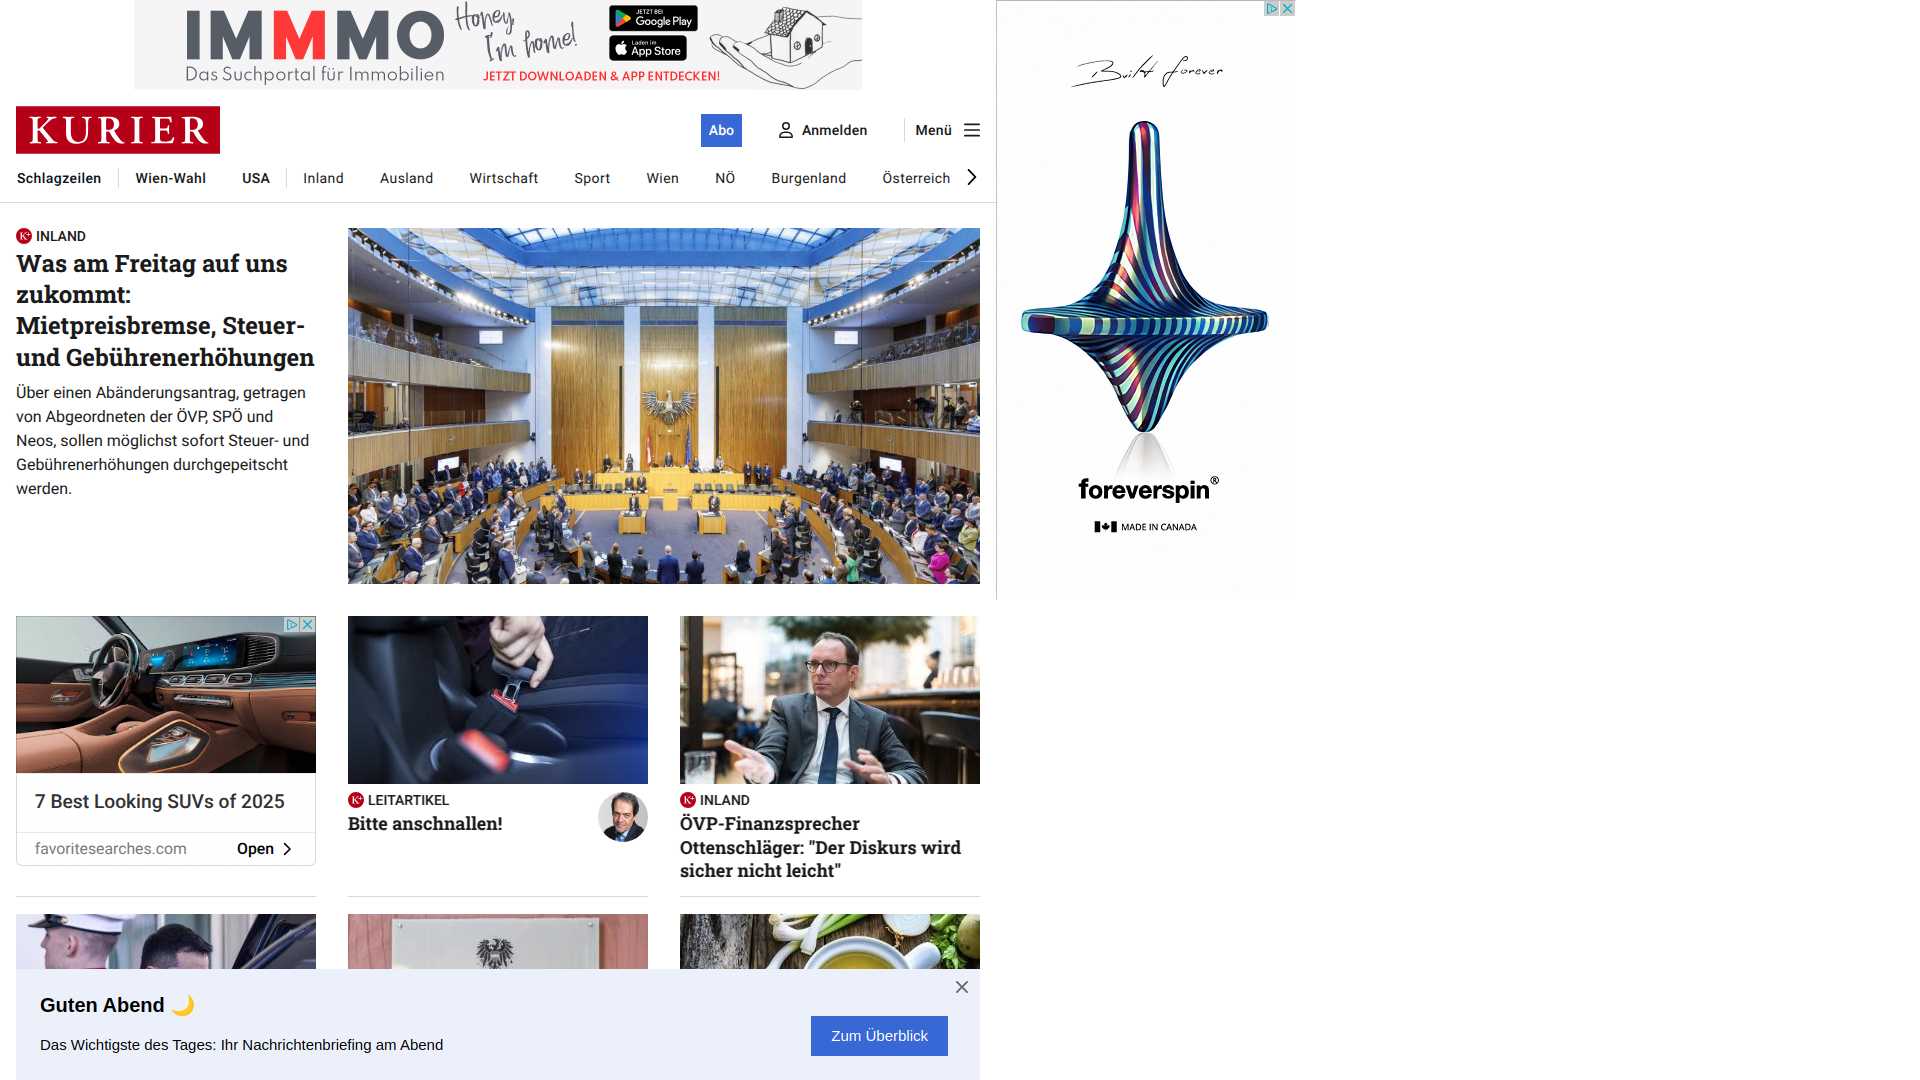 IMMMO
Das Suchportal für Immobilien
Honey,
I'm home!
JETZT BEI
Google Play
Laden im
App Store
JETZT DOWNLOADEN & APP ENTDECKEN!
KURIER
Abo
Anmelden
Menü
Schlagzeilen
Wien-Wahl
USA
Inland
Ausland
Wirtschaft
Sport
Wien
NÖ
Burgenland
Österreich
K+ INLAND
Was am Freitag auf uns
zukommt:
Mietpreisbremse, Steuer-
und Gebührenerhöhungen
Über einen Abänderungsantrag, getragen
von Abgeordneten der ÖVP, SPÖ und
Neos, sollen möglichst sofort Steuer- und
Gebührenerhöhungen durchgepeitscht
werden.
Built forever
foreverspin®
MADE IN CANADA
7 Best Looking SUVs of 2025
favoritesearches.com
Open
K+ LEITARTIKEL
Bitte anschnallen!
K+ INLAND
ÖVP-Finanzsprecher
Ottenschläger: "Der Diskurs wird
sicher nicht leicht"
Guten Abend 🌙
Das Wichtigste des Tages: Ihr Nachrichtenbriefing am Abend
Zum Überblick